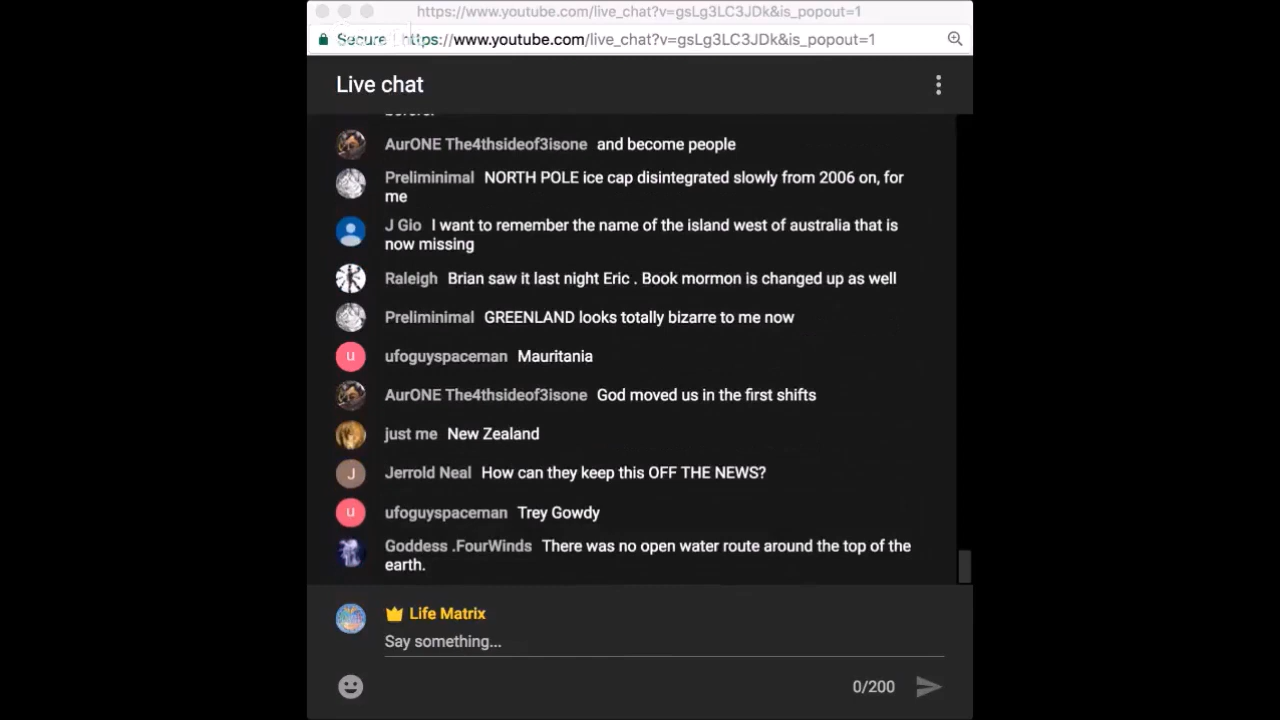 https://www.youtube.com/live_chat?v=gsLg3LC3JDk&is_popout=1
Secure https://www.youtube.com/live_chat?v=gsLg3LC3JDk&is_popout=1
Live chat
AurONE The4thsideof3isone and become people
Preliminimal NORTH POLE ice cap disintegrated slowly from 2006 on, for
me
J Glo I want to remember the name of the island west of australia that is
now missing
Raleigh Brian saw it last night Eric . Book mormon is changed up as well
Preliminimal GREENLAND looks totally bizarre to me now
u ufoguyspaceman Mauritania
AurONE The4thsideof3isone God moved us in the first shifts
just me New Zealand
J Jerrold Neal How can they keep this OFF THE NEWS?
u ufoguyspaceman Trey Gowdy
Goddess .FourWinds There was no open water route around the top of the
earth.
Life Matrix
Say something...
0/200